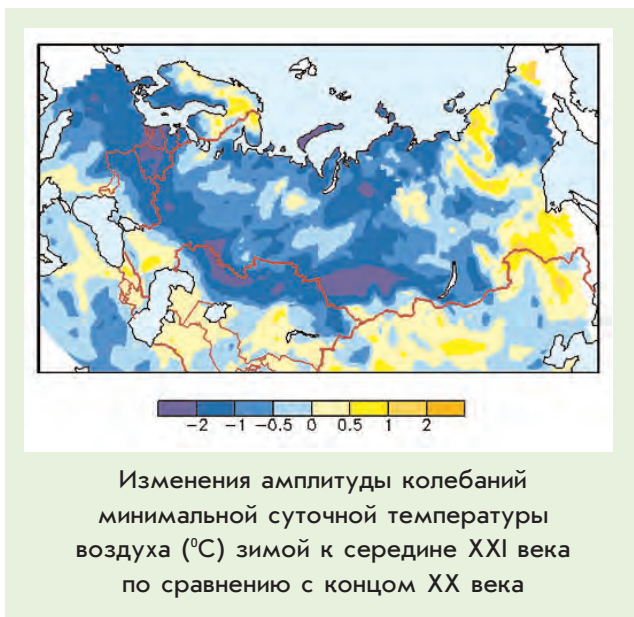 -2 -1 -0.5 0 0.5 1 2
Изменения амплитуды колебаний
минимальной суточной температуры
воздуха (⁰С) зимой к середине XXI века
по сравнению с концом XX века